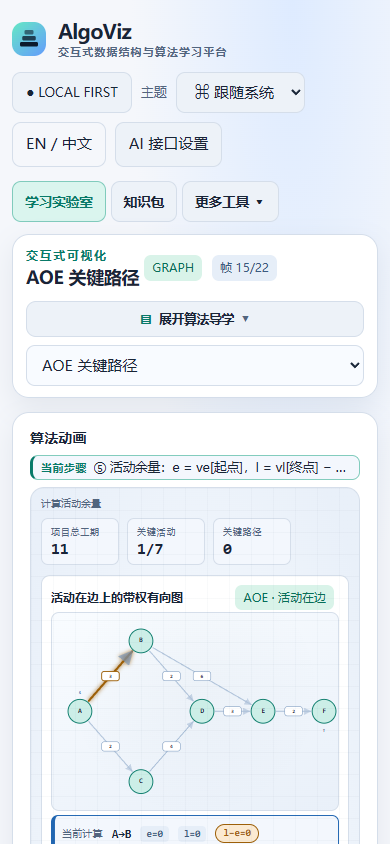 AlgoViz
交互式数据结构与算法学习平台
● LOCAL FIRST
主题
⌘ 跟随系统
EN / 中文
AI 接口设置
学习实验室
知识包
更多工具 ▼
交互式可视化
AOE 关键路径
GRAPH
帧 15/22
展开算法导学 ▼
AOE 关键路径
算法动画
当前步骤 ⑤ 活动余量：e = ve[起点]，l = vl[终点] − ...
计算活动余量
项目总工期
11
关键活动
1/7
关键路径
0
活动在边上的带权有向图
AOE · 活动在边
B
3
2
6
A
D
3
E
2
F
2
4
C
当前计算 A→B e=0 l=0 l−e=0